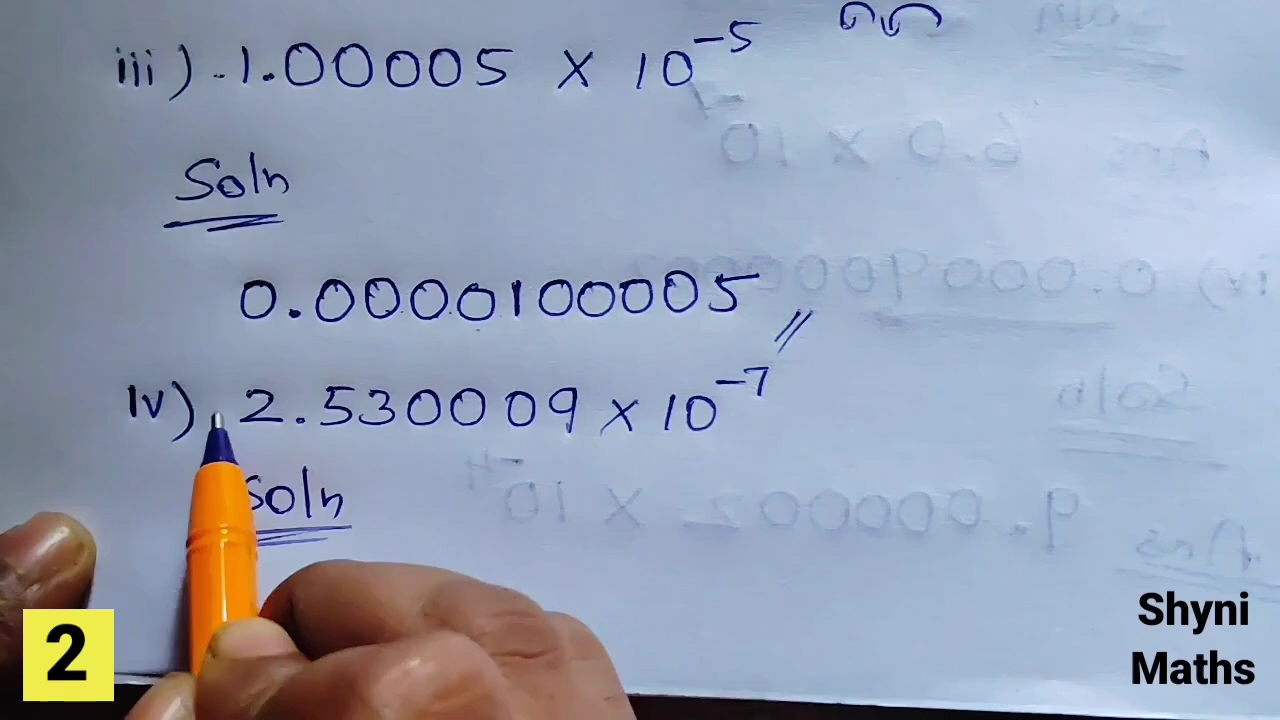 iii) 1.00005 × 10⁻⁵
Soln
0.0000100005 //
iv) 2.530009 × 10⁻⁷
Soln
2
Shyni
Maths